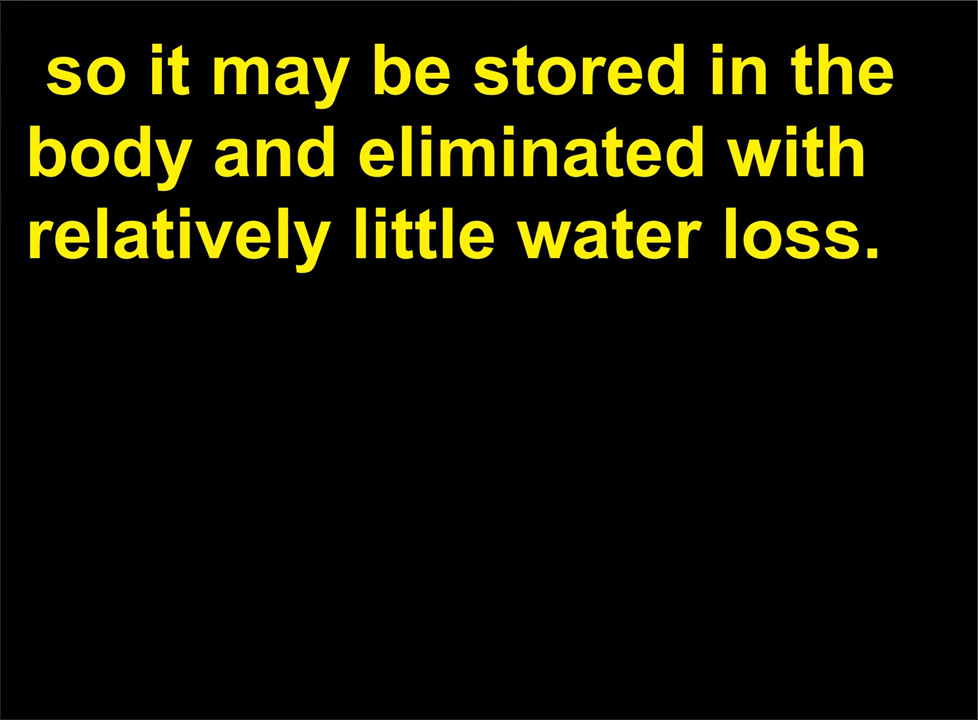 so it may be stored in the
body and eliminated with
relatively little water loss.